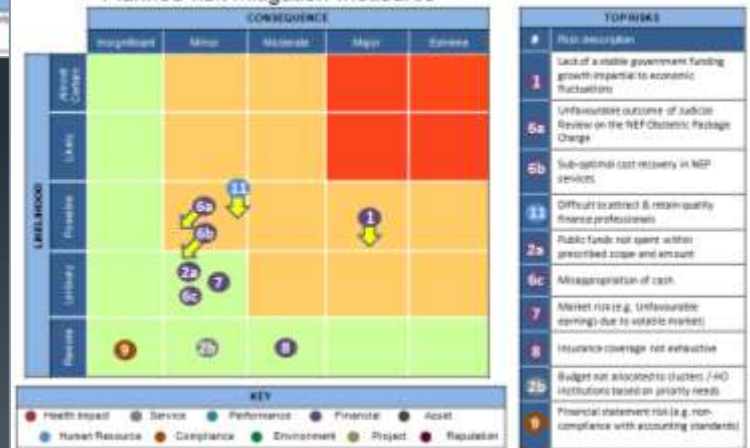 Planned risk mitigation measures
CONSEQUENCE
Insignificant Minor Moderate Major Extreme
LIKELIHOOD
Almost
Certain
Likely
Possible
Unlikely
Remote
11
6a
1
6b
2a
7
6c
9
2b
8
KEY
Health Impact Service Performance Financial Asset
Human Resource Compliance Environment Project Reputation
TOP RISKS
# Risk description
1 Lack of a stable government funding
growth impartial to economic
fluctuations
6a Unfavourable outcome of Judicial
Review on the NEP Obstetric Package
Charge
6b Sub-optimal cost recovery in NEP
services
11 Difficult to attract & retain quality
finance professionals
2a Public funds not spent within
prescribed scope and amount
6c Misappropriation of cash
7 Market risk (e.g. Unfavourable
earnings due to volatile market)
8 Insurance coverage not exhaustive
2b Budget not allocated to clusters / HO
institutions based on priority needs
9 Financial statement risk (e.g. non-
compliance with accounting standards)